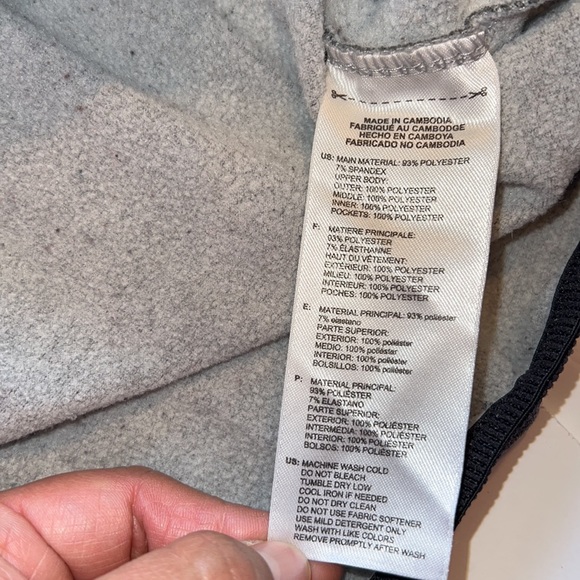 MADE IN CAMBODIA
FABRIQUÉ AU CAMBODGE
HECHO EN CAMBOYA
FABRICADO NO CAMBODIA
US: MAIN MATERIAL: 93% POLYESTER
7% SPANDEX
UPPER BODY:
OUTER: 100% POLYESTER
MIDDLE: 100% POLYESTER
INNER: 100% POLYESTER
POCKETS: 100% POLYESTER
F: MATIERE PRINCIPALE:
93% POLYESTER
7% ÉLASTHANNE
HAUT DU VÊTEMENT:
EXTÉRIEUR: 100% POLYESTER
MILIEU: 100% POLYESTER
INTERIEUR: 100% POLYESTER
POCHES: 100% POLYESTER
E: MATERIAL PRINCIPAL: 93% poliéster
7% elastano
PARTE SUPERIOR:
EXTERIOR: 100% poliéster
MEDIO: 100% poliéster
INTERIOR: 100% poliéster
BOLSILLOS: 100% poliéster
P: MATERIAL PRINCIPAL:
93% POLIÉSTER
7% ELASTANO
PARTE SUPERIOR:
EXTERIOR: 100% POLIÉSTER
INTERMÉDIA: 100% POLIÉSTER
INTERIOR: 100% POLIÉSTER
BOLSOS: 100% POLIÉSTER
US: MACHINE WASH COLD
DO NOT BLEACH
TUMBLE DRY LOW
COOL IRON IF NEEDED
DO NOT DRY CLEAN
DO NOT USE FABRIC SOFTENER
USE MILD DETERGENT ONLY
WASH WITH LIKE COLORS
REMOVE PROMPTLY AFTER WASH